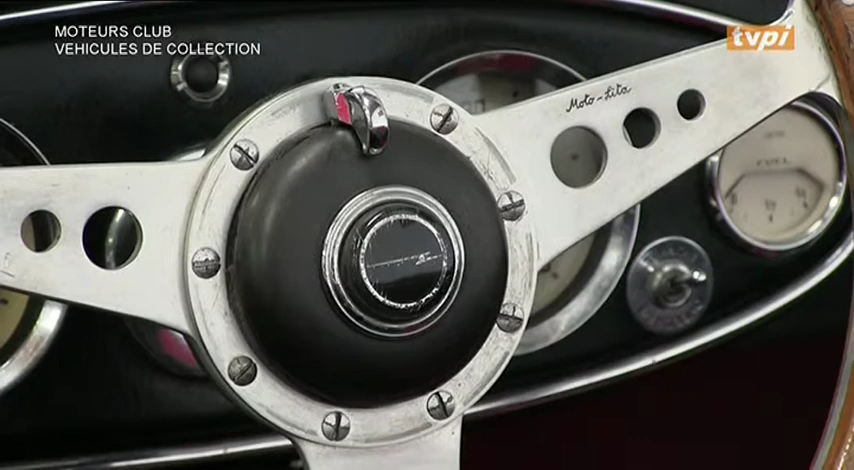 MOTEURS CLUB
VEHICULES DE COLLECTION
tvpi
Moto-Lita
FUEL